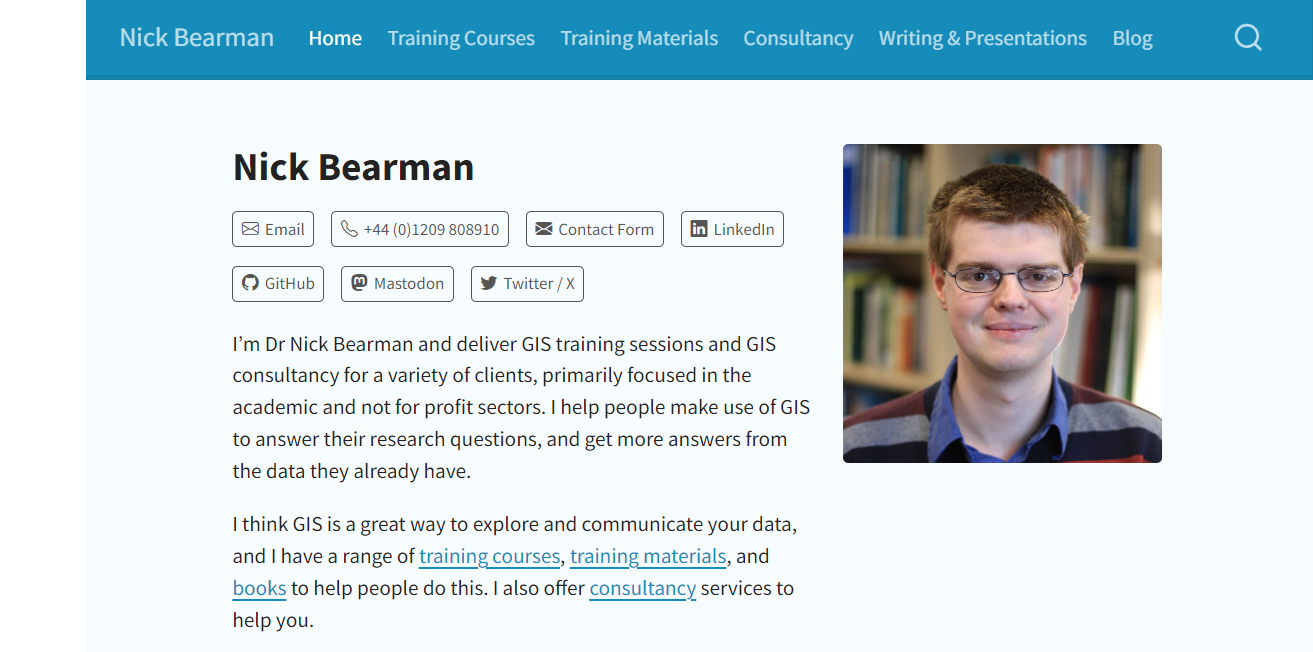 Nick Bearman Home Training Courses Training Materials Consultancy Writing & Presentations Blog
Nick Bearman
Email +44 (0)1209 808910 Contact Form LinkedIn
GitHub Mastodon Twitter / X
I’m Dr Nick Bearman and deliver GIS training sessions and GIS
consultancy for a variety of clients, primarily focused in the
academic and not for profit sectors. I help people make use of GIS
to answer their research questions, and get more answers from
the data they already have.
I think GIS is a great way to explore and communicate your data,
and I have a range of training courses, training materials, and
books to help people do this. I also offer consultancy services to
help you.